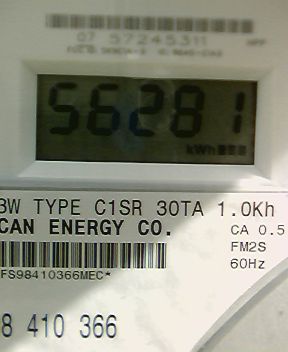 07 57245311
56281
kWh
3W TYPE C1SR 30TA 1.0Kh
CAN ENERGY CO.
CA 0.5
FM2S
60Hz
FS98410366MEC*
8 410 366